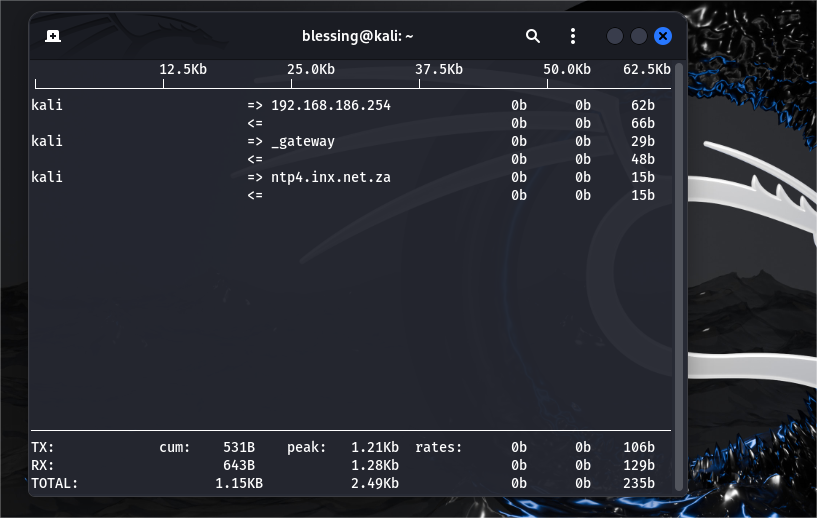 blessing@kali: ~
12.5Kb 25.0Kb 37.5Kb 50.0Kb 62.5Kb
kali => 192.168.186.254 0b 0b 62b
<= 0b 0b 66b
kali => _gateway 0b 0b 29b
<= 0b 0b 48b
kali => ntp4.inx.net.za 0b 0b 15b
<= 0b 0b 15b
TX: cum: 531B peak: 1.21Kb rates: 0b 0b 106b
RX: 643B 1.28Kb 0b 0b 129b
TOTAL: 1.15KB 2.49Kb 0b 0b 235b